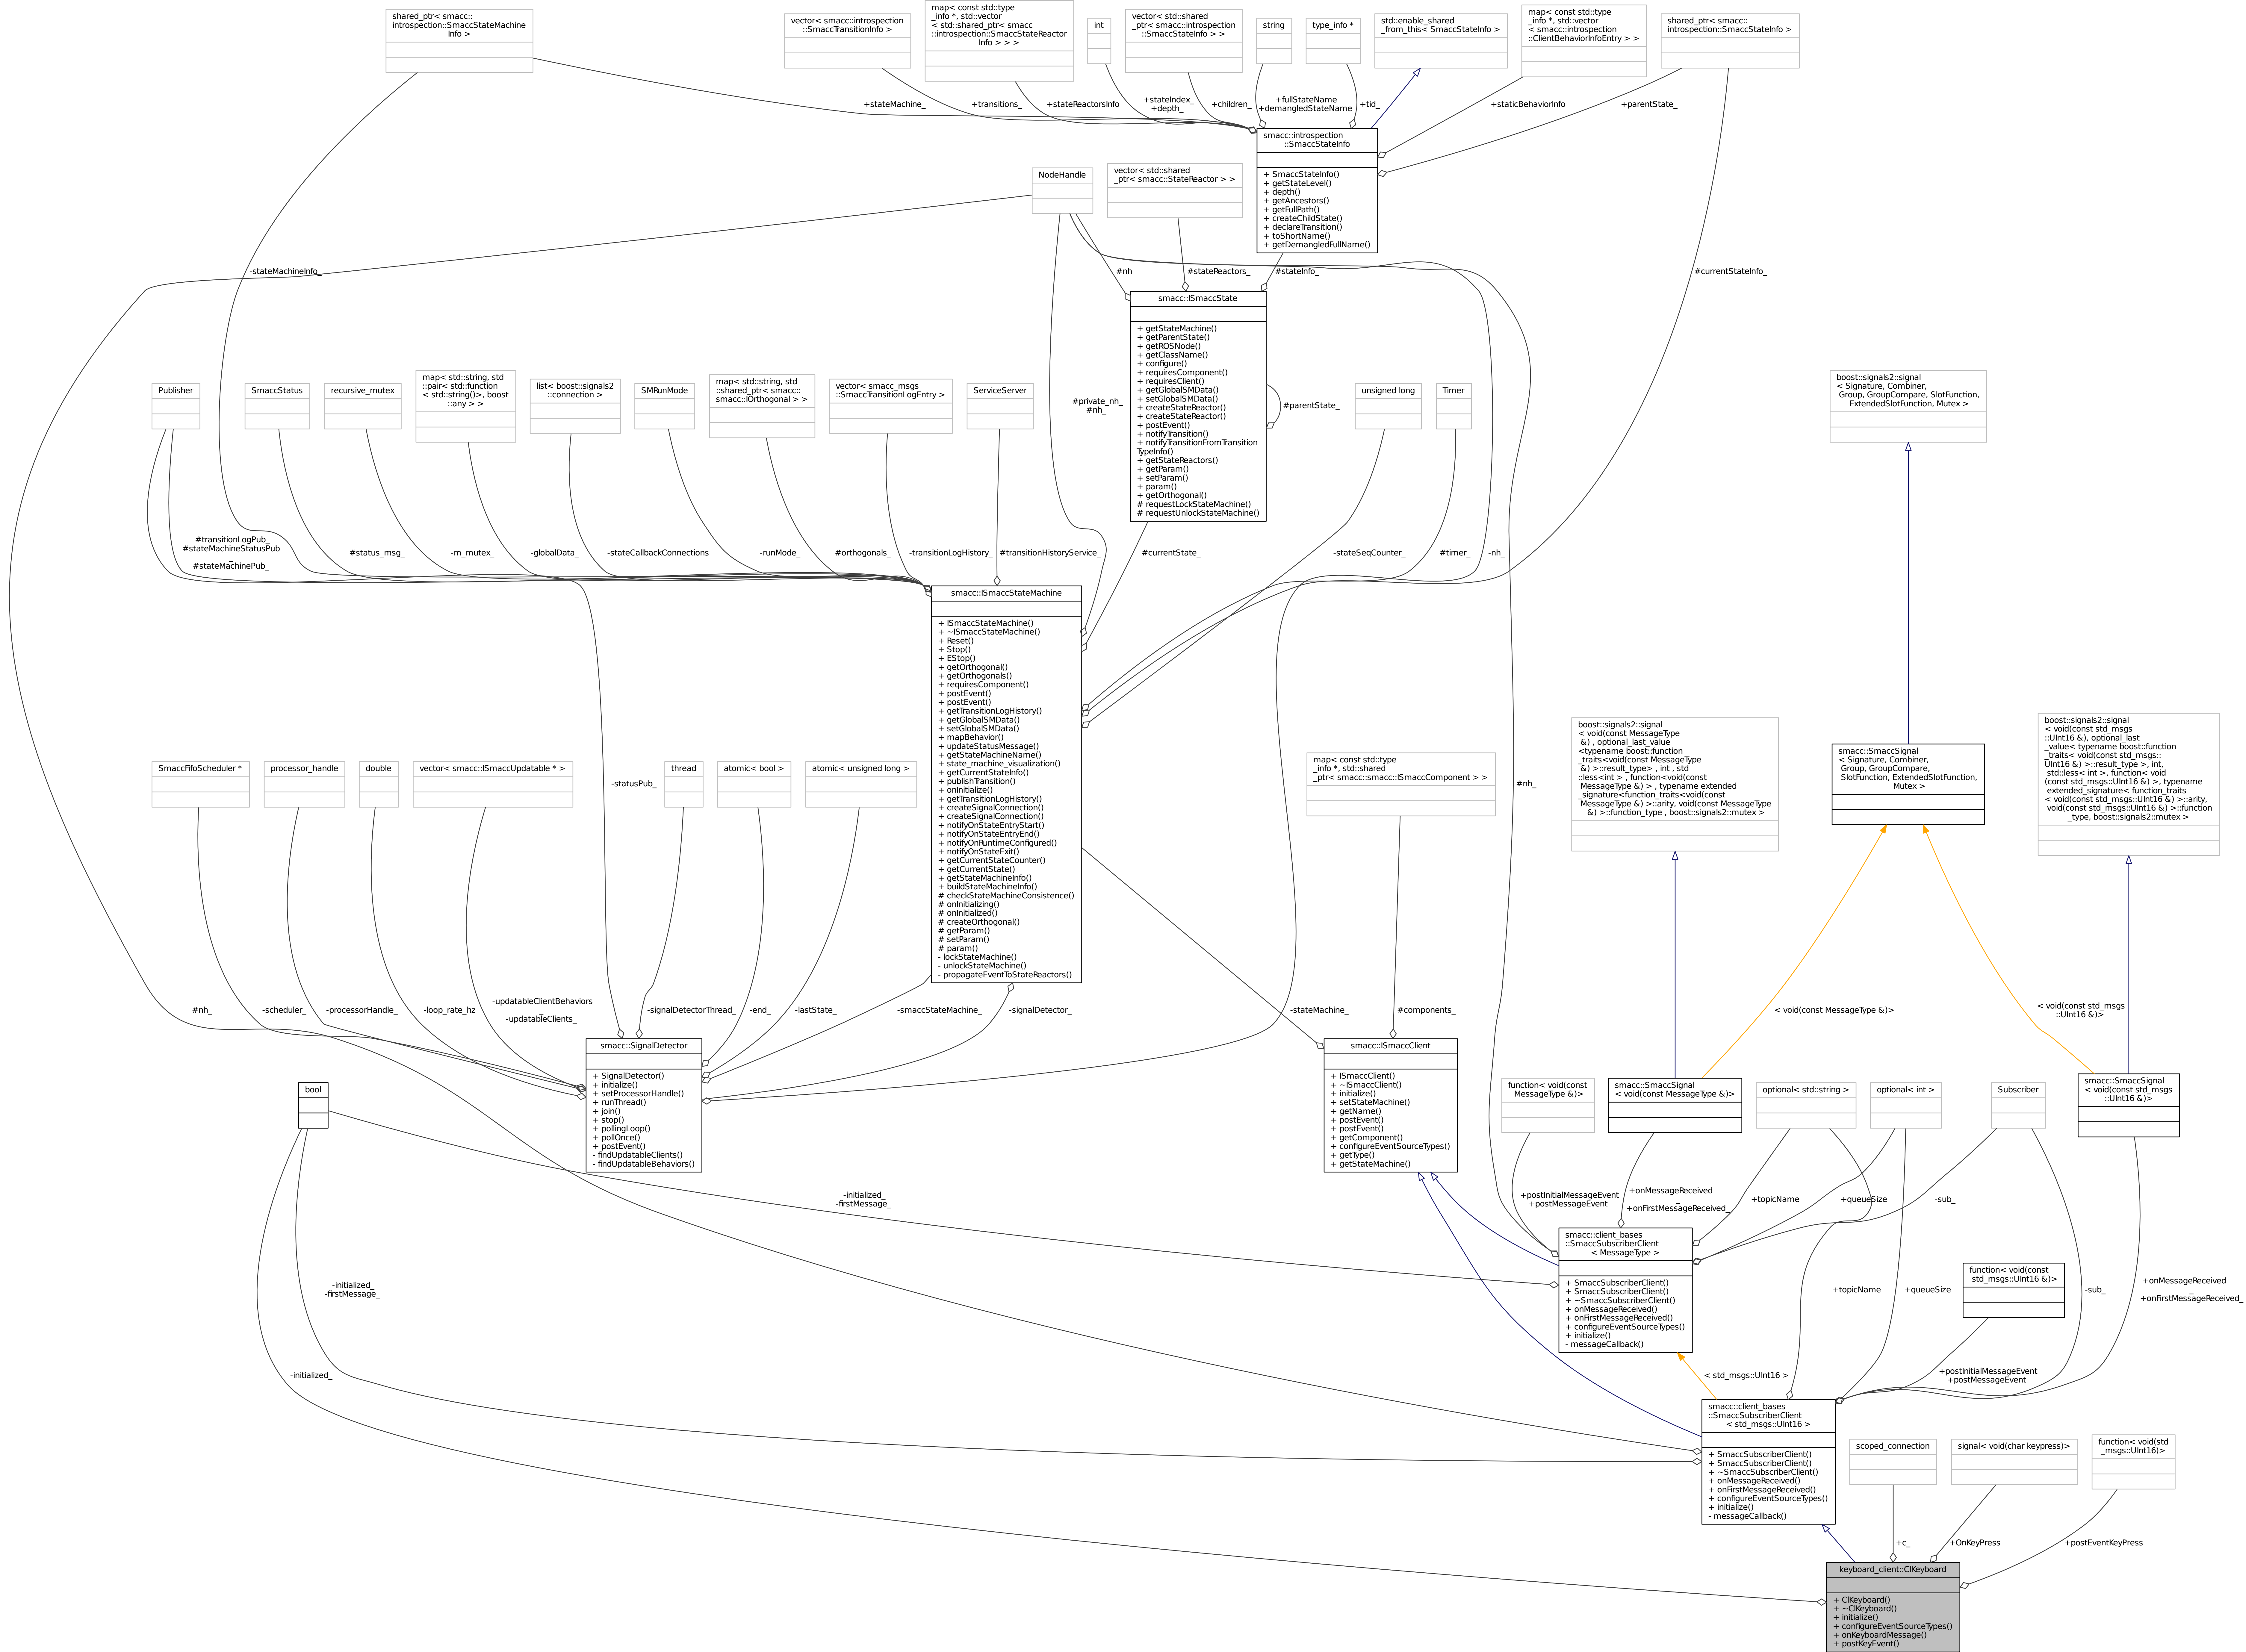 shared_ptr< smacc::
introspection::SmaccStateMachine
Info >
vector< smacc::introspection
::SmaccTransitionInfo >
map< const std::type
_info *, std::vector
< std::shared_ptr< smacc
::introspection::SmaccStateReactor
Info > > >
int
vector< std::shared
_ptr< smacc::introspection
::SmaccStateInfo > >
string
type_info *
std::enable_shared
_from_this< SmaccStateInfo >
map< const std::type
_info *, std::vector
< smacc::introspection
::ClientBehaviorInfoEntry > >
shared_ptr< smacc::
introspection::SmaccStateInfo >
+stateMachine_
+transitions_
+stateReactorsInfo
+stateIndex_
+depth_
+children_
+fullStateName
+demangledStateName
+tid_
+staticBehaviorInfo
+parentState_
smacc::introspection
::SmaccStateInfo
+ SmaccStateInfo()
+ getStateLevel()
+ depth()
+ getAncestors()
+ getFullPath()
+ createChildState()
+ declareTransition()
+ toShortName()
+ getDemangledFullName()
NodeHandle
vector< std::shared
_ptr< smacc::StateReactor > >
-stateMachineInfo_
#nh
#stateReactors_
#stateInfo_
#currentStateInfo_
smacc::ISmaccState
+ getStateMachine()
+ getParentState()
+ getROSNode()
+ getClassName()
+ configure()
+ requiresComponent()
+ requiresClient()
+ getGlobalSMData()
+ setGlobalSMData()
+ createStateReactor()
+ createStateReactor()
+ postEvent()
+ notifyTransition()
+ notifyTransitionFromTransition
TypeInfo()
+ getStateReactors()
+ getParam()
+ setParam()
+ param()
+ getOrthogonal()
# requestLockStateMachine()
# requestUnlockStateMachine()
#parentState_
#private_nh_
#nh_
Publisher
SmaccStatus
recursive_mutex
map< std::string, std
::pair< std::function
< std::string()>, boost
::any > >
list< boost::signals2
::connection >
SMRunMode
map< std::string, std
::shared_ptr< smacc::
smacc::IOrthogonal > >
vector< smacc_msgs
::SmaccTransitionLogEntry >
ServiceServer
unsigned long
Timer
boost::signals2::signal
< Signature, Combiner,
Group, GroupCompare, SlotFunction,
ExtendedSlotFunction, Mutex >
#transitionLogPub_
#stateMachineStatusPub
_
#stateMachinePub_
#status_msg_
-m_mutex_
-globalData_
-stateCallbackConnections
-runMode_
#orthogonals_
-transitionLogHistory_
#transitionHistoryService_
#currentState_
-stateSeqCounter_
#timer_
-nh_
smacc::ISmaccStateMachine
+ ISmaccStateMachine()
+ ~ISmaccStateMachine()
+ Reset()
+ Stop()
+ EStop()
+ getOrthogonal()
+ getOrthogonals()
+ requiresComponent()
+ postEvent()
+ postEvent()
+ getTransitionLogHistory()
+ getGlobalSMData()
+ setGlobalSMData()
+ mapBehavior()
+ updateStatusMessage()
+ getStateMachineName()
+ state_machine_visualization()
+ getCurrentStateInfo()
+ publishTransition()
+ onInitialize()
+ getTransitionLogHistory()
+ createSignalConnection()
+ createSignalConnection()
+ notifyOnStateEntryStart()
+ notifyOnStateEntryEnd()
+ notifyOnRuntimeConfigured()
+ notifyOnStateExit()
+ getCurrentStateCounter()
+ getCurrentState()
+ getStateMachineInfo()
+ buildStateMachineInfo()
# checkStateMachineConsistence()
# onInitializing()
# onInitialized()
# createOrthogonal()
# getParam()
# setParam()
# param()
- lockStateMachine()
- unlockStateMachine()
- propagateEventToStateReactors()
SmaccFifoScheduler *
processor_handle
double
vector< smacc::ISmaccUpdatable * >
-statusPub_
thread
atomic< bool >
atomic< unsigned long >
map< const std::type
_info *, std::shared
_ptr< smacc::smacc::ISmaccComponent > >
#nh_
boost::signals2::signal
< void(const MessageType
&) , optional_last_value
<typename boost::function
_traits<void(const MessageType
&) >::result_type> , int , std
::less<int > , function<void(const
MessageType &) > , typename extended
_signature<function_traits<void(const
MessageType &) >::arity, void(const MessageType
&) >::function_type , boost::signals2::mutex >
smacc::SmaccSignal
< Signature, Combiner,
Group, GroupCompare,
SlotFunction, ExtendedSlotFunction,
Mutex >
boost::signals2::signal
< void(const std_msgs
::UInt16 &), optional_last
_value< typename boost::function
_traits< void(const std_msgs::
UInt16 &) >::result_type >, int,
std::less< int >, function< void
(const std_msgs::UInt16 &) >, typename
extended_signature< function_traits
< void(const std_msgs::UInt16 &) >::arity,
void(const std_msgs::UInt16 &) >::function
_type, boost::signals2::mutex >
#nh_
-scheduler_
-processorHandle_
-loop_rate_hz
-updatableClientBehaviors
_
-updatableClients_
-signalDetectorThread_
-end_
-lastState_
-smaccStateMachine_
-signalDetector_
-stateMachine_
#components_
< void(const MessageType &)>
< void(const std_msgs
::UInt16 &)>
smacc::SignalDetector
+ SignalDetector()
+ initialize()
+ setProcessorHandle()
+ runThread()
+ join()
+ stop()
+ pollingLoop()
+ pollOnce()
+ postEvent()
- findUpdatableClients()
- findUpdatableBehaviors()
smacc::ISmaccClient
+ ISmaccClient()
+ ~ISmaccClient()
+ initialize()
+ setStateMachine()
+ getName()
+ postEvent()
+ postEvent()
+ getComponent()
+ configureEventSourceTypes()
+ getType()
+ getStateMachine()
bool
function< void(const
MessageType &)>
smacc::SmaccSignal
< void(const MessageType &)>
optional< std::string >
optional< int >
Subscriber
smacc::SmaccSignal
< void(const std_msgs
::UInt16 &)>
-initialized_
-firstMessage_
+postInitialMessageEvent
+postMessageEvent
+onMessageReceived
_
+onFirstMessageReceived_
+topicName
+queueSize
-sub_
smacc::client_bases
::SmaccSubscriberClient
< MessageType >
+ SmaccSubscriberClient()
+ SmaccSubscriberClient()
+ ~SmaccSubscriberClient()
+ onMessageReceived()
+ onFirstMessageReceived()
+ configureEventSourceTypes()
+ initialize()
- messageCallback()
function< void(const
std_msgs::UInt16 &)>
-initialized_
-firstMessage_
+topicName
+queueSize
-sub_
+onMessageReceived
_
+onFirstMessageReceived_
-initialized_
< std_msgs::UInt16 >
+postInitialMessageEvent
+postMessageEvent
smacc::client_bases
::SmaccSubscriberClient
< std_msgs::UInt16 >
+ SmaccSubscriberClient()
+ SmaccSubscriberClient()
+ ~SmaccSubscriberClient()
+ onMessageReceived()
+ onFirstMessageReceived()
+ configureEventSourceTypes()
+ initialize()
- messageCallback()
scoped_connection
signal< void(char keypress)>
function< void(std
_msgs::UInt16)>
+c_
+OnKeyPress
+postEventKeyPress
keyboard_client::ClKeyboard
+ ClKeyboard()
+ ~ClKeyboard()
+ initialize()
+ configureEventSourceTypes()
+ onKeyboardMessage()
+ postKeyEvent()